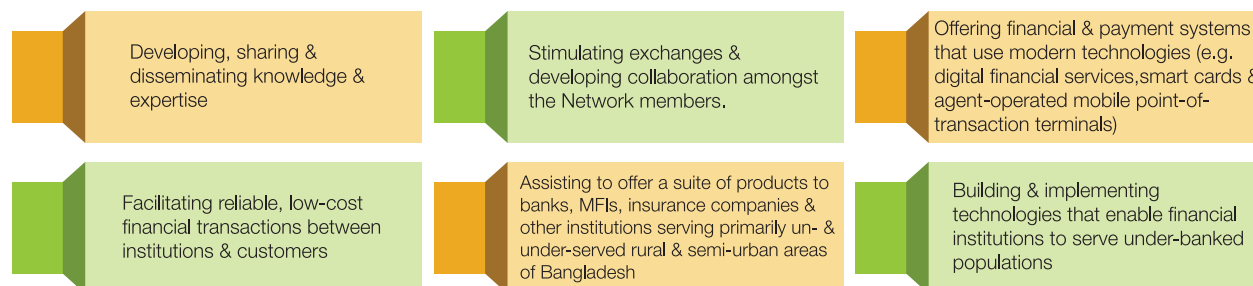 Developing, sharing &
disseminating knowledge &
expertise
Stimulating exchanges &
developing collaboration amongst
the Network members.
Offering financial & payment systems
that use modern technologies (e.g.
digital financial services,smart cards &
agent-operated mobile point-of-
transaction terminals)
Facilitating reliable, low-cost
financial transactions between
institutions & customers
Assisting to offer a suite of products to
banks, MFIs, insurance companies &
other institutions serving primarily un- &
under-served rural & semi-urban areas
of Bangladesh
Building & implementing
technologies that enable financial
institutions to serve under-banked
populations